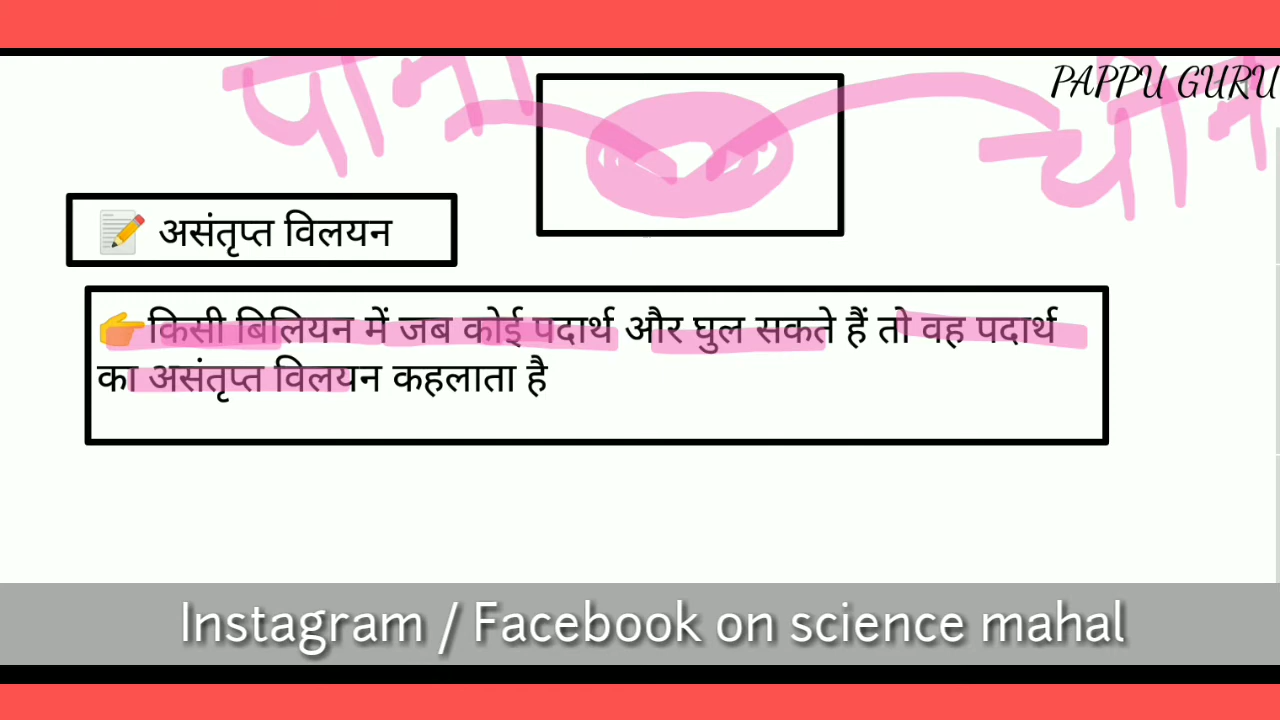 PAPPU GURU
पानी
असंतृप्त विलयन
किसी बिलियन में जब कोई पदार्थ और घुल सकते हैं तो वह पदार्थ
का असंतृप्त विलयन कहलाता है
Instagram / Facebook on science mahal